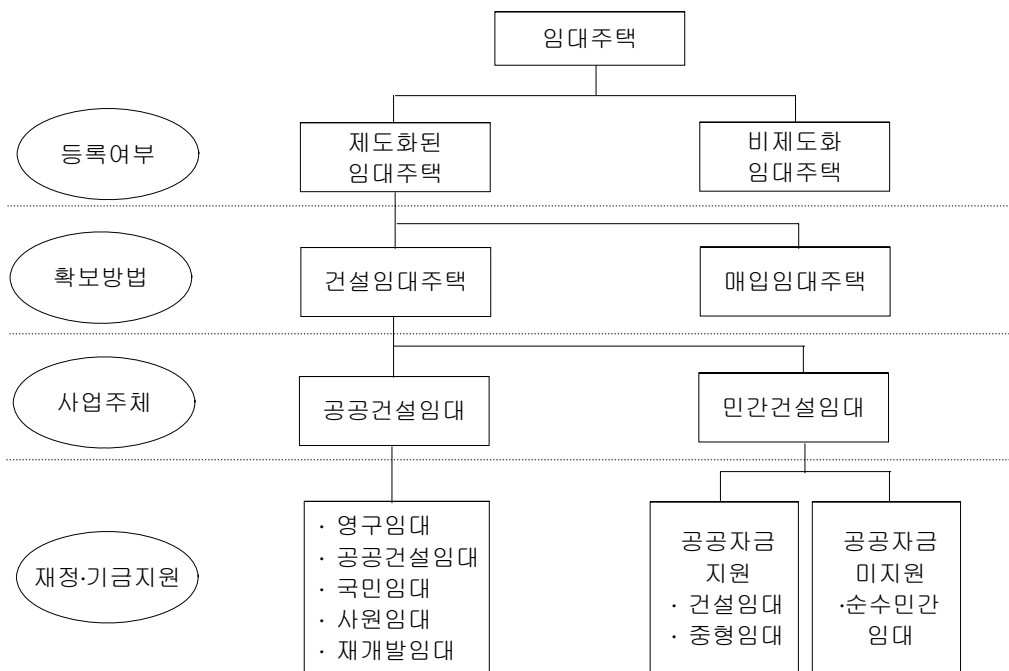 임대주택
등록여부
제도화된
임대주택
비제도화
임대주택
확보방법
건설임대주택
매입임대주택
사업주체
공공건설임대
민간건설임대
재정·기금지원
· 영구임대
· 공공건설임대
· 국민임대
· 사원임대
· 재개발임대
공공자금
지원
· 건설임대
· 중형임대
공공자금
미지원
·순수민간
임대